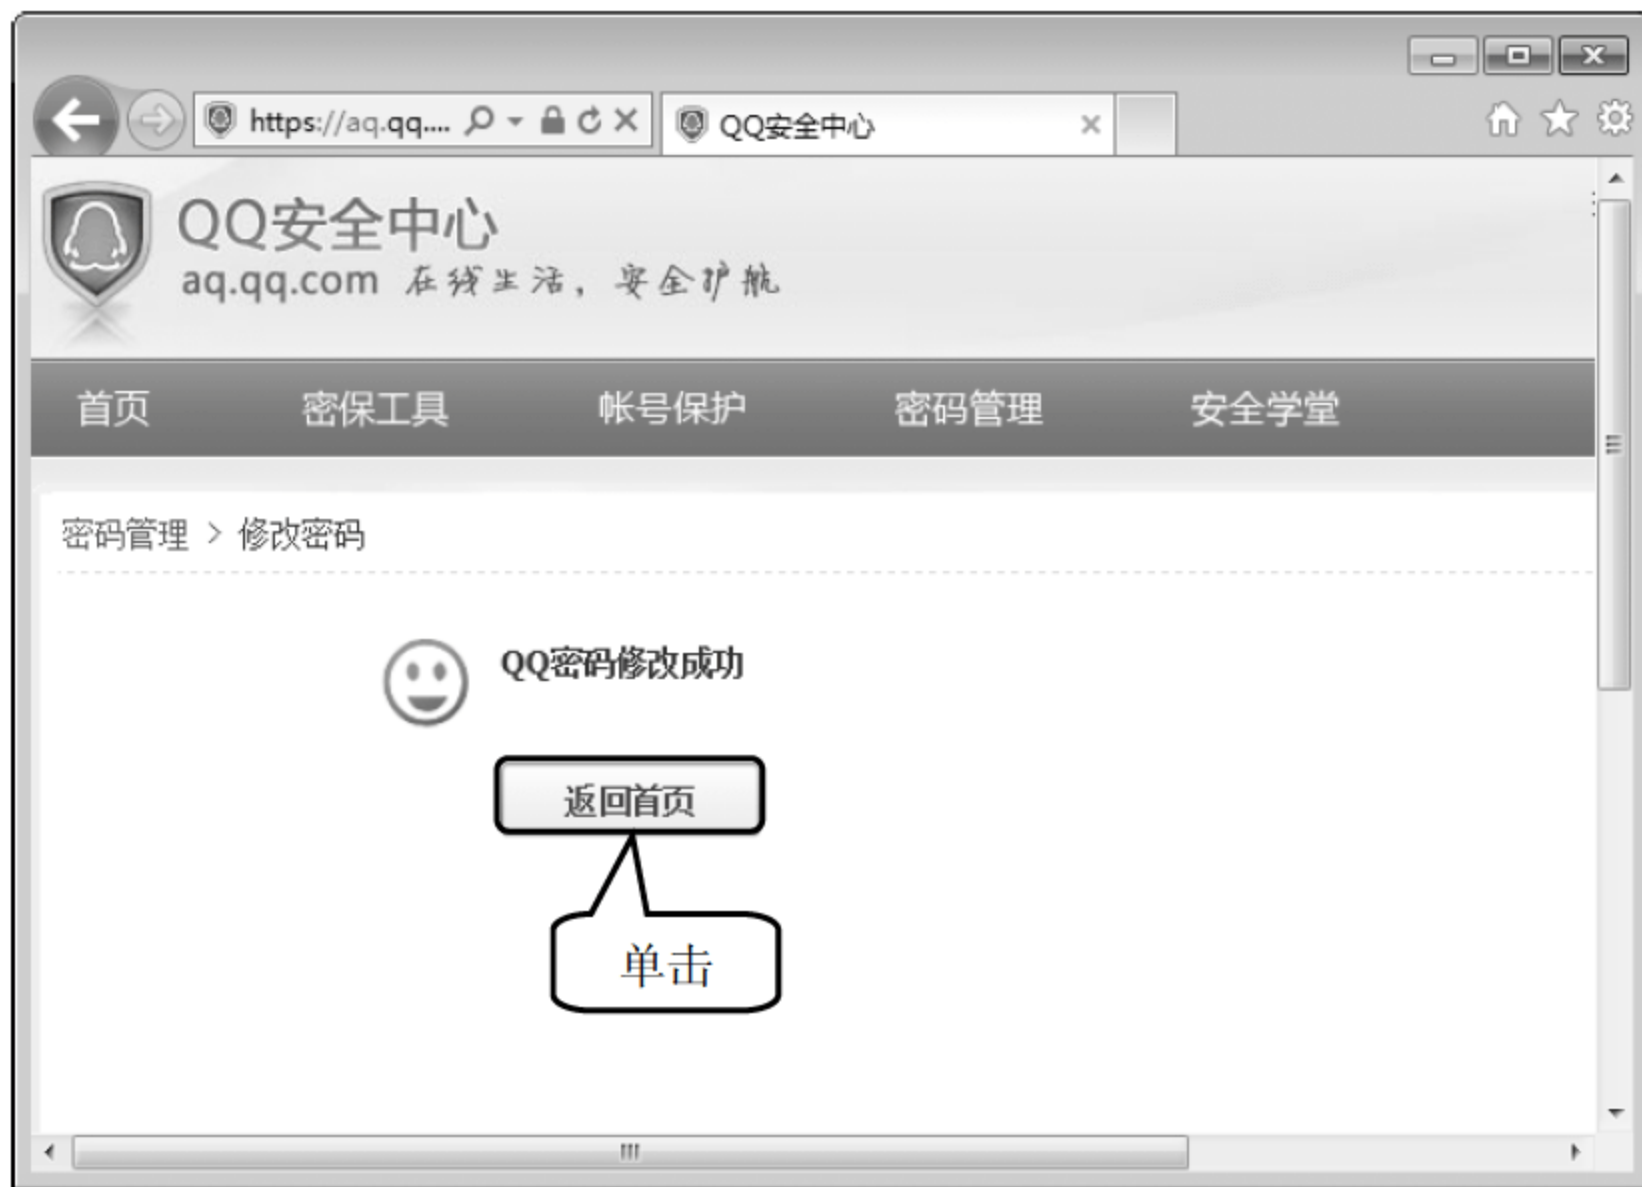 https://aq.qq.... QQ安全中心
QQ安全中心
aq.qq.com 在线生活，安全护航
首页 密保工具 帐号保护 密码管理 安全学堂
密码管理 > 修改密码
QQ密码修改成功
返回首页
单击